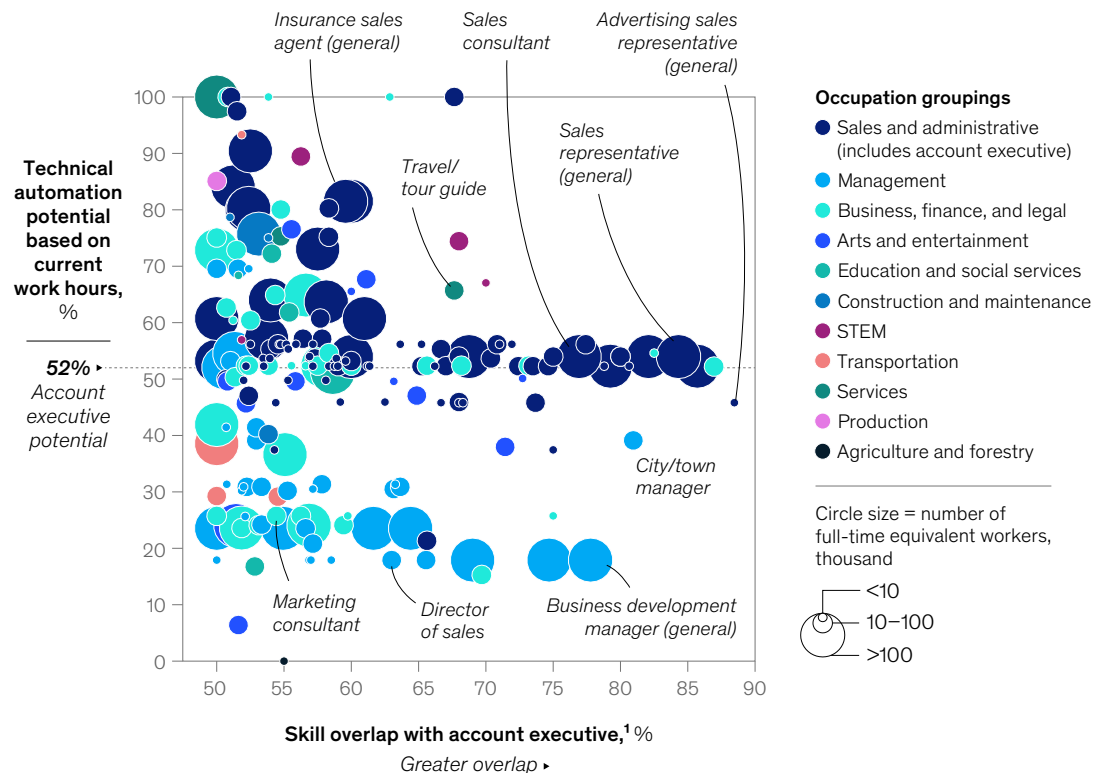 Insurance sales
agent (general)
Sales
consultant
Advertising sales
representative
(general)
Sales
representative
(general)
Travel/
tour guide
City/town
manager
Marketing
consultant
Director
of sales
Business development
manager (general)
Technical
automation
potential
based on
current
work hours,
%
52% ▸
Account
executive
potential
100
90
80
70
60
50
40
30
20
10
0
50 55 60 65 70 75 80 85 90
Skill overlap with account executive,¹ %
Greater overlap ▸
Occupation groupings
Sales and administrative
(includes account executive)
Management
Business, finance, and legal
Arts and entertainment
Education and social services
Construction and maintenance
STEM
Transportation
Services
Production
Agriculture and forestry
Circle size = number of
full-time equivalent workers,
thousand
<10
10–100
>100